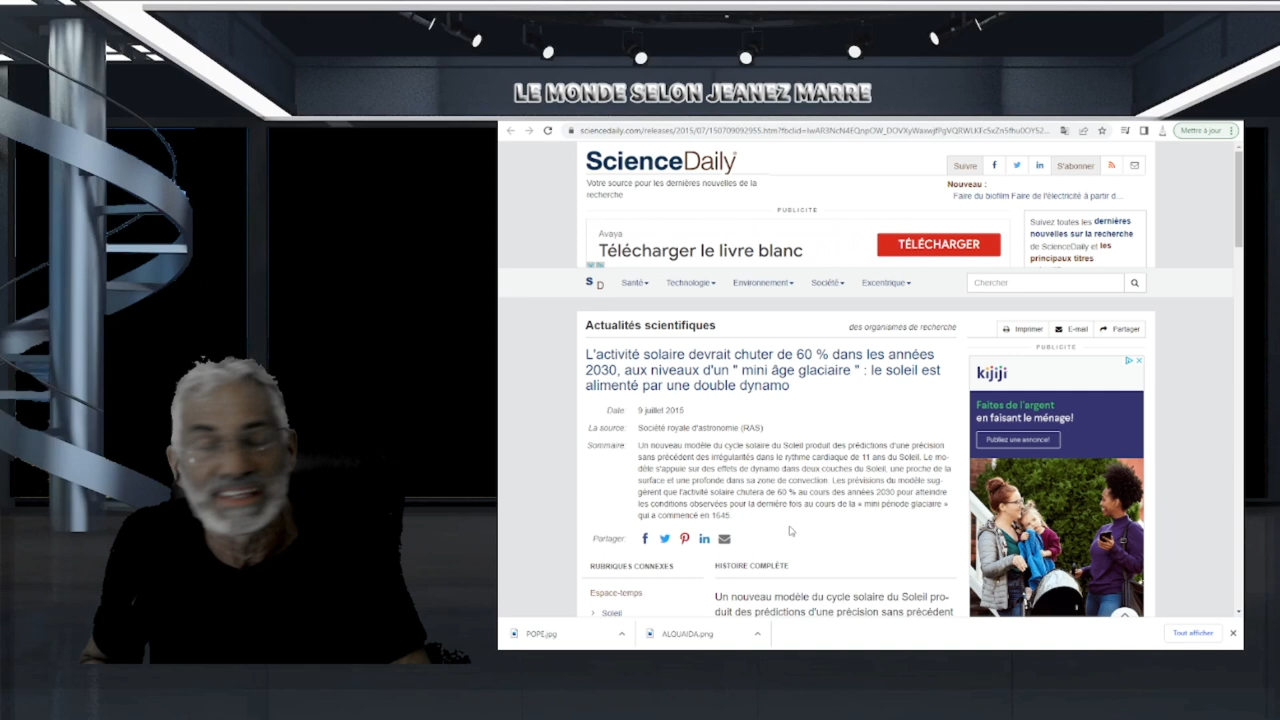 LE MONDE SELON JEANEZ MARRE
ScienceDaily
Votre source pour les dernières nouvelles de la
recherche
Suivre
S'abonner
Nouveau :
Faire du biofilm Faire de l'électricité à partir d...
PUBLICITÉ
Avaya
Télécharger le livre blanc
TÉLÉCHARGER
Suivez toutes les dernières
nouvelles sur la recherche
de ScienceDaily et les
principaux titres
Mettre à jour
S D
Santé
Technologie
Environnement
Société
Excentrique
Chercher
Actualités scientifiques
des organismes de recherche
Imprimer
E-mail
Partager
PUBLICITÉ
L'activité solaire devrait chuter de 60 % dans les années
2030, aux niveaux d'un " mini âge glaciaire " : le soleil est
alimenté par une double dynamo
Date: 9 juillet 2015
La source: Société royale d'astronomie (RAS)
Sommaire: Un nouveau modèle du cycle solaire du Soleil produit des prédictions d'une précision
sans précédent des irrégularités dans le rythme cardiaque de 11 ans du Soleil. Le mo-
dèle s'appuie sur des effets de dynamo dans deux couches du Soleil, une proche de la
surface et une profonde dans sa zone de convection. Les prévisions du modèle sug-
gèrent que l'activité solaire chutera de 60 % au cours des années 2030 pour atteindre
les conditions observées pour la dernière fois au cours de la « mini période glaciaire »
qui a commencé en 1645.
Partager:
RUBRIQUES CONNEXES
HISTOIRE COMPLÈTE
Espace-temps
Soleil
Un nouveau modèle du cycle solaire du Soleil pro-
duit des prédictions d'une précision sans précédent
kijiji
Faites de l'argent
en faisant le ménage!
Publiez une annonce!
POPE.jpg
ALQUAIDA.png
Tout afficher